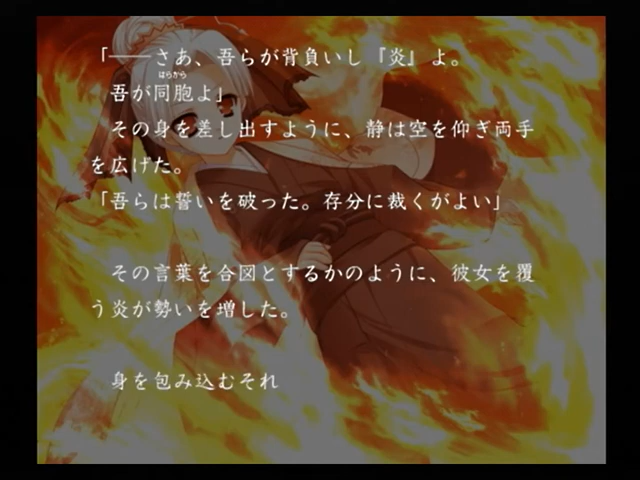 「――さあ、吾らが背負いし『炎』よ。
はらから
吾が同胞よ」
その身を差し出すように、静は空を仰ぎ両手
を広げた。
「吾らは誓いを破った。存分に裁くがよい」
その言葉を合図とするかのように、彼女を覆
う炎が勢いを増した。
身を包み込むそれ